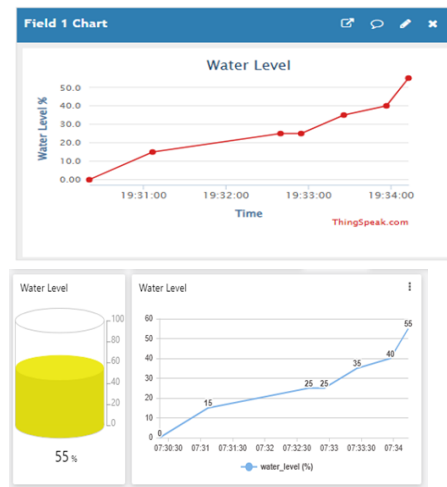 Field 1 Chart
Water Level
Water Level %
50.0
40.0
30.0
20.0
10.0
0.00
19:31:00 19:32:00 19:33:00 19:34:00
Time
ThingSpeak.com
Water Level
100
80
60
40
20
0
55 %
Water Level
60
50
40
30
20
10
0
0 15 25 25 35 40 55
07:30:30 07:31 07:31:30 07:32 07:32:30 07:33 07:33:30 07:34
water_level (%)